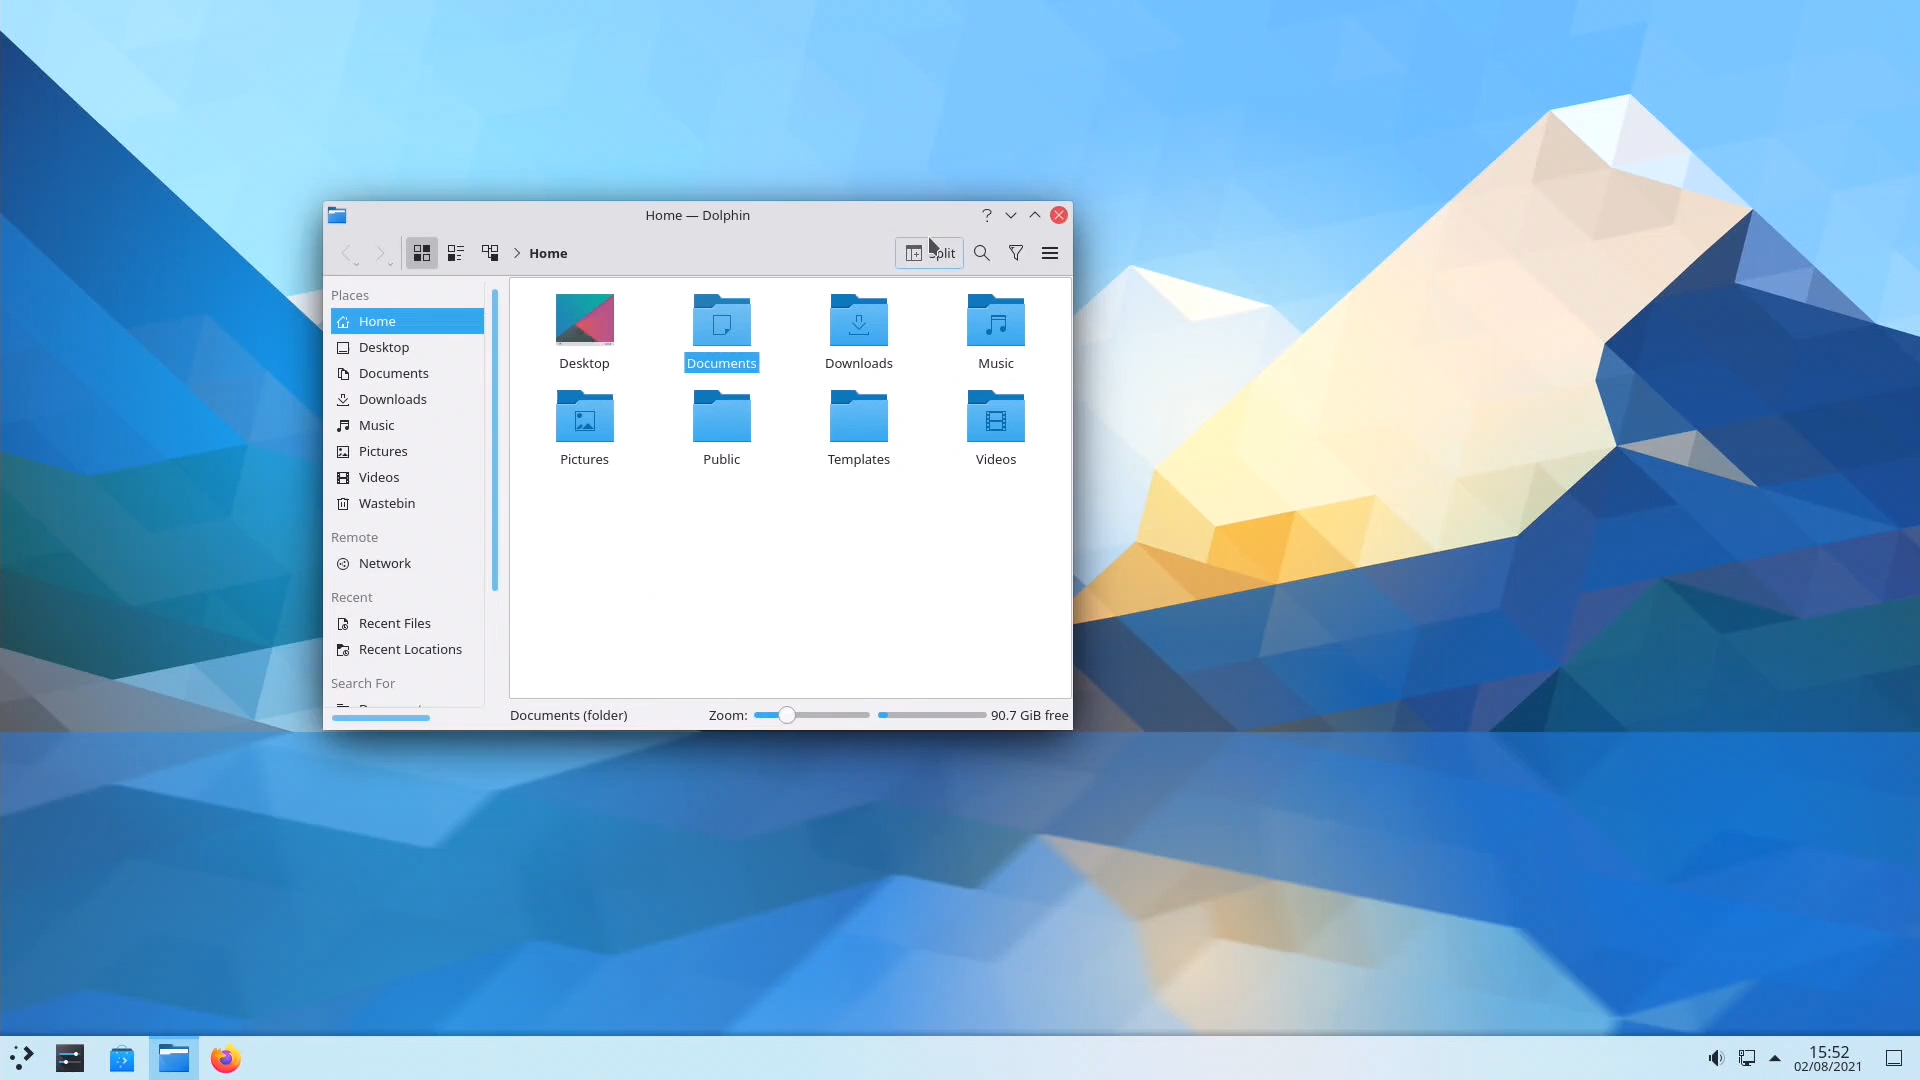 Home — Dolphin
Home
Split
Places
Home
Desktop
Documents
Downloads
Music
Pictures
Videos
Wastebin
Remote
Network
Recent
Recent Files
Recent Locations
Search For
Desktop
Documents
Downloads
Music
Pictures
Public
Templates
Videos
Documents (folder)
Zoom:
90.7 GiB free
15:52
02/08/2021